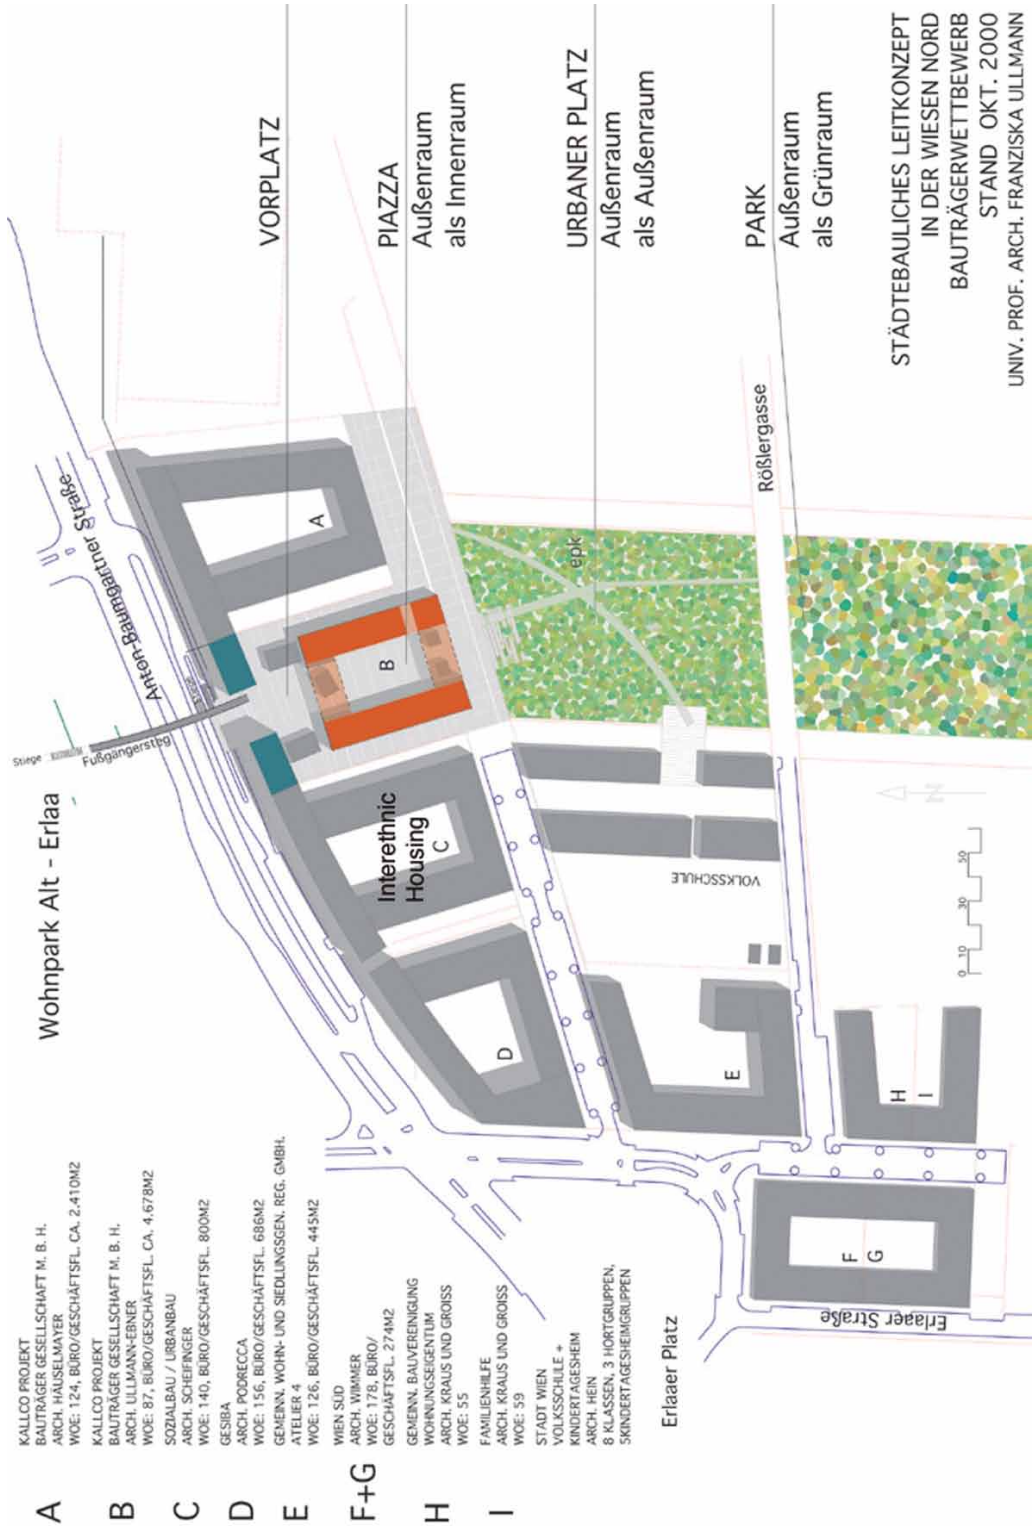 A
KALLCO PROJEKT
BAUTRÄGER GESELLSCHAFT M. B. H.
ARCH. HÄUSELMAYER
WOE: 124, BÜRO/GESCHÄFTSFL. CA. 2.410M2
B
KALLCO PROJEKT
BAUTRÄGER GESELLSCHAFT M. B. H.
ARCH. ULLMANN-EBNER
WOE: 87, BÜRO/GESCHÄFTSFL. CA. 4.678M2
C
SOZIALBAU / URBANBAU
ARCH. SCHEIFINGER
WOE: 140, BÜRO/GESCHÄFTSFL. 800M2
D
GESIBA
ARCH. PODRECCA
WOE: 156, BÜRO/GESCHÄFTSFL. 686M2
E
GEMEINN. WOHN- UND SIEDLUNGSGEN. REG. GMBH.
ATELIER 4
WOE: 126, BÜRO/GESCHÄFTSFL. 445M2
F+G
WIEN SÜD
ARCH. WIMMER
WOE: 178, BÜRO/
GESCHÄFTSFL. 274M2
H
GEMEINN. BAUVEREINIGUNG
WOHNUNGSEIGENTUM
ARCH. KRAUS UND GROISS
WOE: 55
I
FAMILIENHILFE
ARCH. KRAUS UND GROISS
WOE: 59
STADT WIEN
VOLKSSCHULE +
KINDERTAGESHEIM
ARCH. HEIN
8 KLASSEN, 3 HORTGRUPPEN,
5KINDERTAGESHEIMGRUPPEN
Erlaaer Platz
Wohnpark Alt - Erlaa
Stiege
Fußgängersteg
Anton-Baumgartner Straße
A
B
Interethnic
Housing
C
D
E
F
G
H
I
VOLKSSCHULE
epk
Rößlergasse
Erlaaer Straße
N
0 10 30 50
VORPLATZ
PIAZZA
Außenraum
als Innenraum
URBANER PLATZ
Außenraum
als Außenraum
PARK
Außenraum
als Grünraum
STÄDTEBAULICHES LEITKONZEPT
IN DER WIESEN NORD
BAUTRÄGERWETTBEWERB
STAND OKT. 2000
UNIV. PROF. ARCH. FRANZISKA ULLMANN